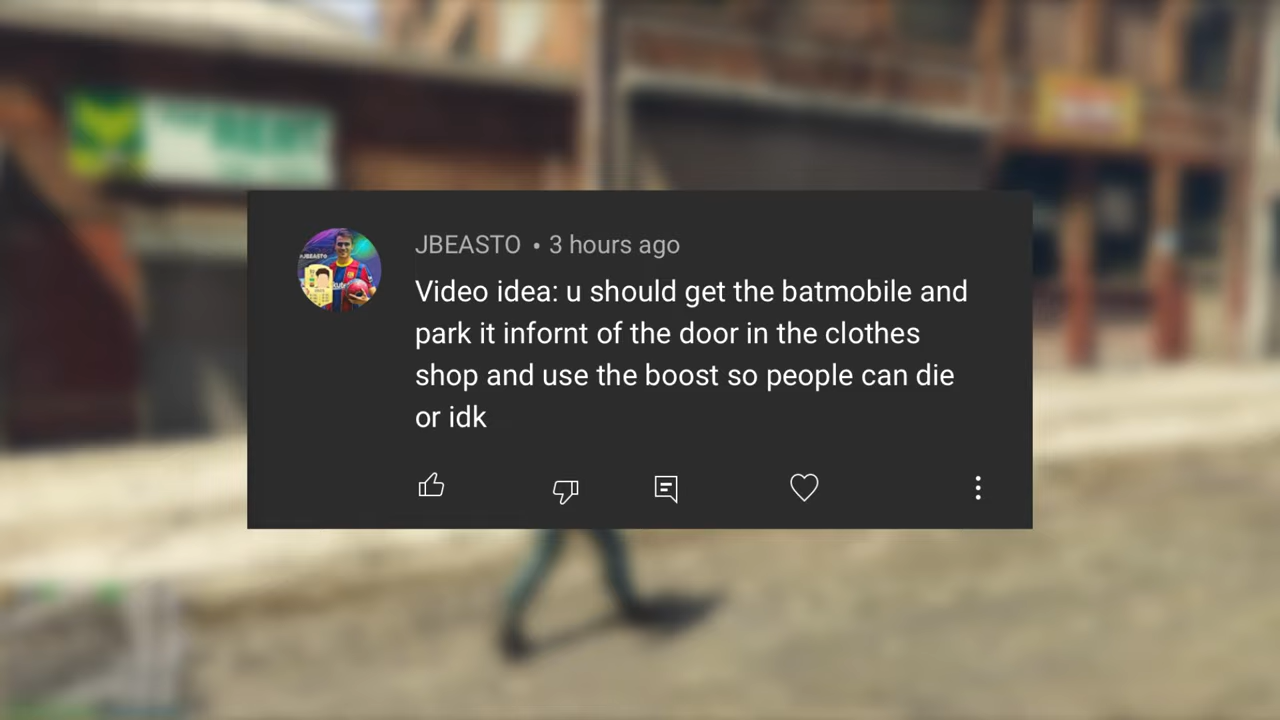 JBEASTO • 3 hours ago
Video idea: u should get the batmobile and
park it infornt of the door in the clothes
shop and use the boost so people can die
or idk